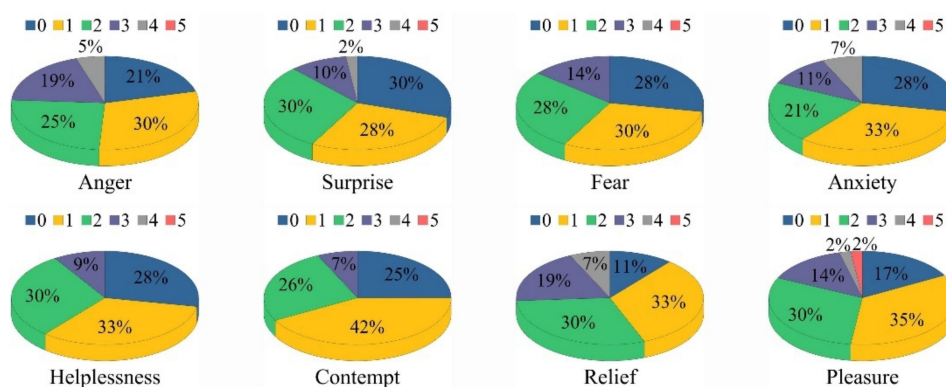 0 1 2 3 4 5
0 1 2 3 4 5
0 1 2 3 4 5
0 1 2 3 4 5
5%
2%
7%
19%
21%
10%
30%
14%
28%
11%
28%
25%
30%
30%
28%
28%
30%
21%
33%
Anger
Surprise
Fear
Anxiety
0 1 2 3 4 5
0 1 2 3 4 5
0 1 2 3 4 5
0 1 2 3 4 5
2%
2%
9%
28%
7%
25%
19%
7%
11%
14%
17%
30%
33%
26%
42%
30%
33%
30%
35%
Helplessness
Contempt
Relief
Pleasure